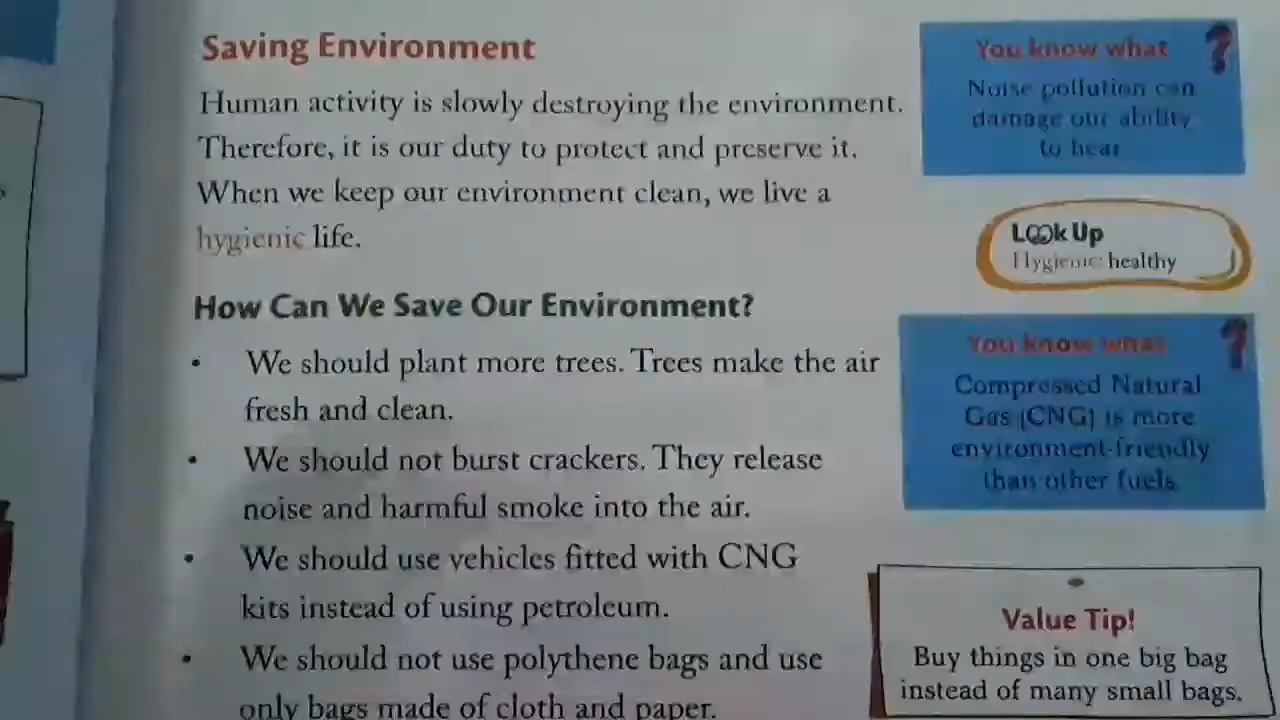 Saving Environment
Human activity is slowly destroying the environment.
Therefore, it is our duty to protect and preserve it.
When we keep our environment clean, we live a
hygienic life.
How Can We Save Our Environment?
• We should plant more trees. Trees make the air
fresh and clean.
• We should not burst crackers. They release
noise and harmful smoke into the air.
• We should use vehicles fitted with CNG
kits instead of using petroleum.
• We should not use polythene bags and use
only bags made of cloth and paper.
You know what ?
Noise pollution can
damage our ability
to hear
Look Up
Hygienic: healthy
You know what ?
Compressed Natural
Gas (CNG) is more
environment-friendly
than other fuels
Value Tip!
Buy things in one big bag
instead of many small bags.